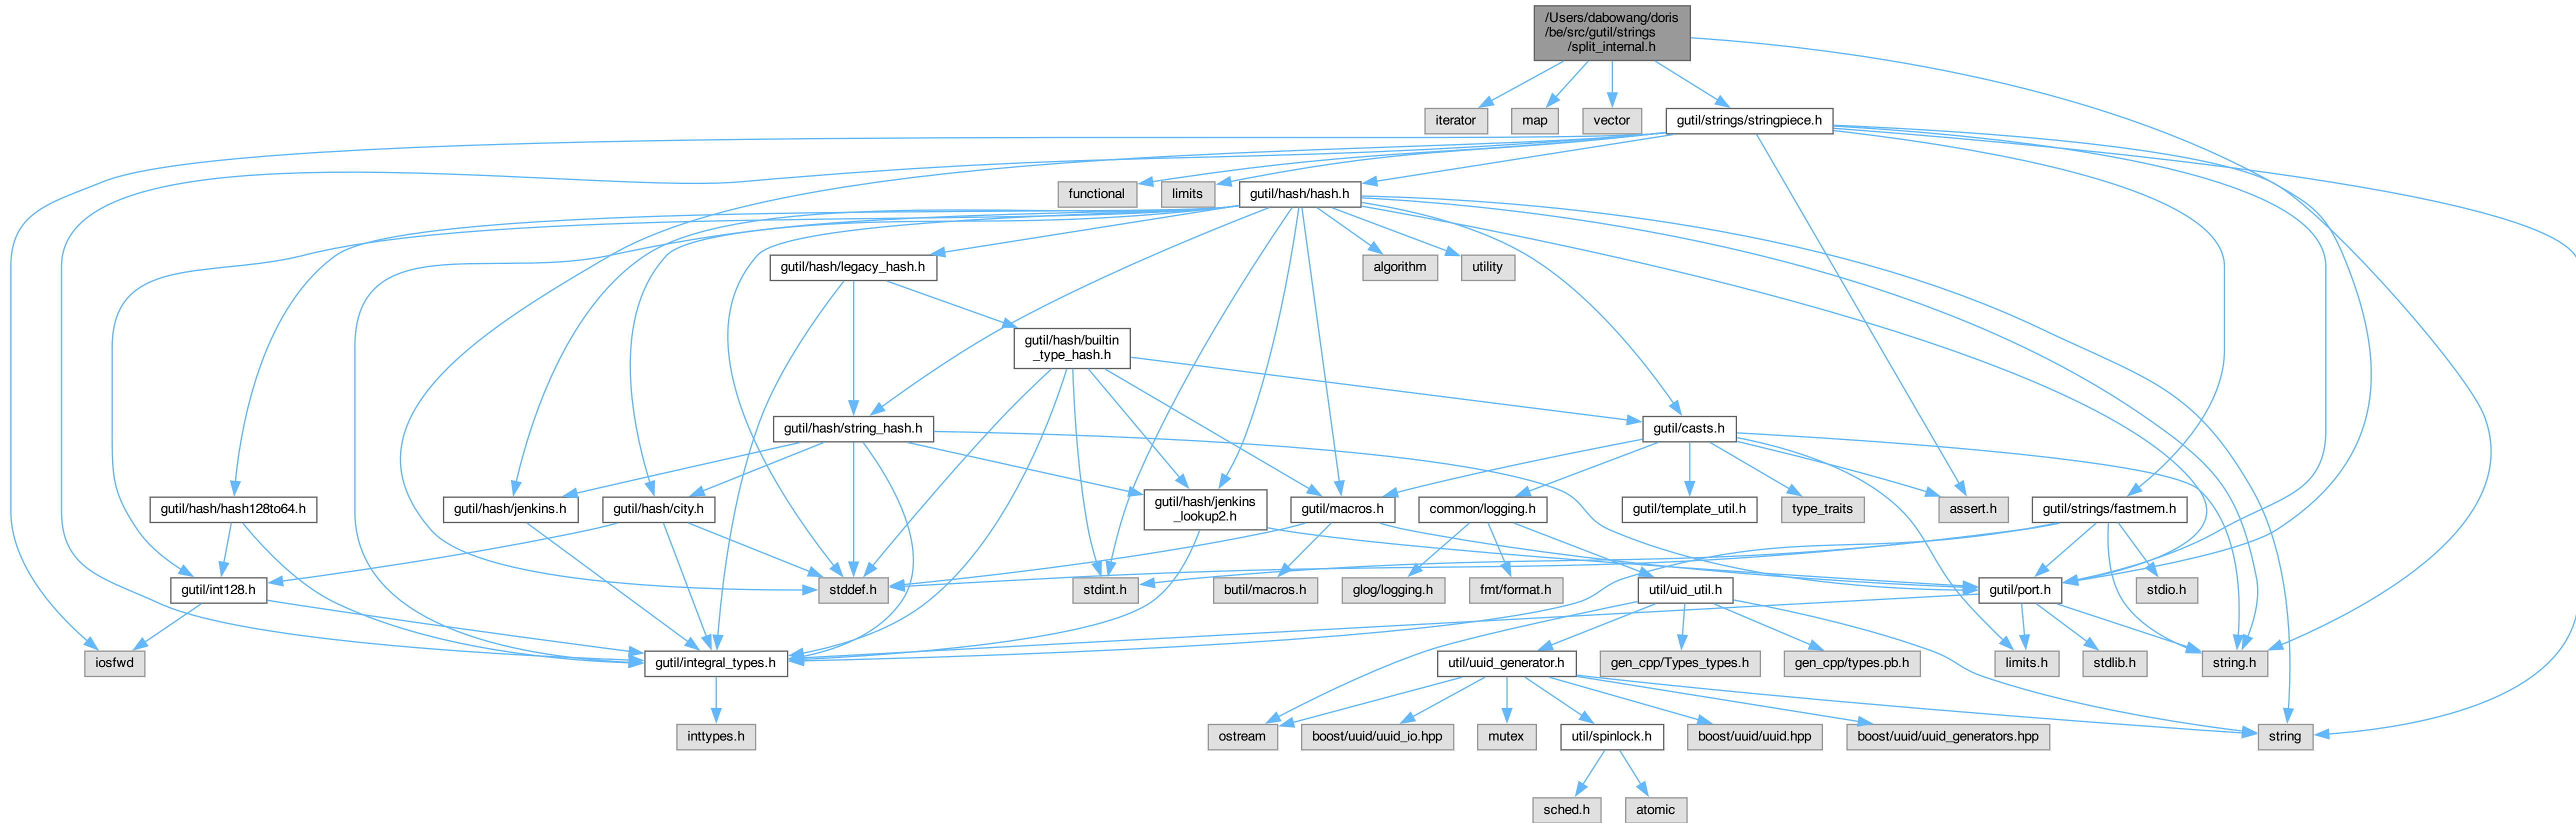 /Users/dabowang/doris
/be/src/gutil/strings
/split_internal.h
iterator
map
vector
gutil/strings/stringpiece.h
functional
limits
gutil/hash/hash.h
gutil/hash/legacy_hash.h
algorithm
utility
gutil/hash/builtin
_type_hash.h
gutil/hash/string_hash.h
gutil/casts.h
gutil/hash/hash128to64.h
gutil/hash/jenkins.h
gutil/hash/city.h
gutil/hash/jenkins
_lookup2.h
gutil/macros.h
common/logging.h
gutil/template_util.h
type_traits
assert.h
gutil/strings/fastmem.h
gutil/int128.h
stddef.h
stdint.h
butil/macros.h
glog/logging.h
fmt/format.h
util/uid_util.h
gutil/port.h
stdio.h
iosfwd
gutil/integral_types.h
util/uuid_generator.h
gen_cpp/Types_types.h
gen_cpp/types.pb.h
limits.h
stdlib.h
string.h
inttypes.h
ostream
boost/uuid/uuid_io.hpp
mutex
util/spinlock.h
boost/uuid/uuid.hpp
boost/uuid/uuid_generators.hpp
string
sched.h
atomic